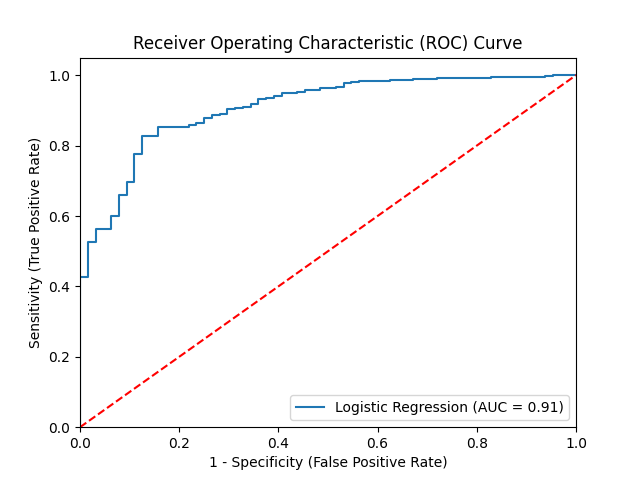 Receiver Operating Characteristic (ROC) Curve
1.0
0.8
0.6
0.4
0.2
0.0
Sensitivity (True Positive Rate)
Logistic Regression (AUC = 0.91)
0.0 0.2 0.4 0.6 0.8 1.0
1 - Specificity (False Positive Rate)